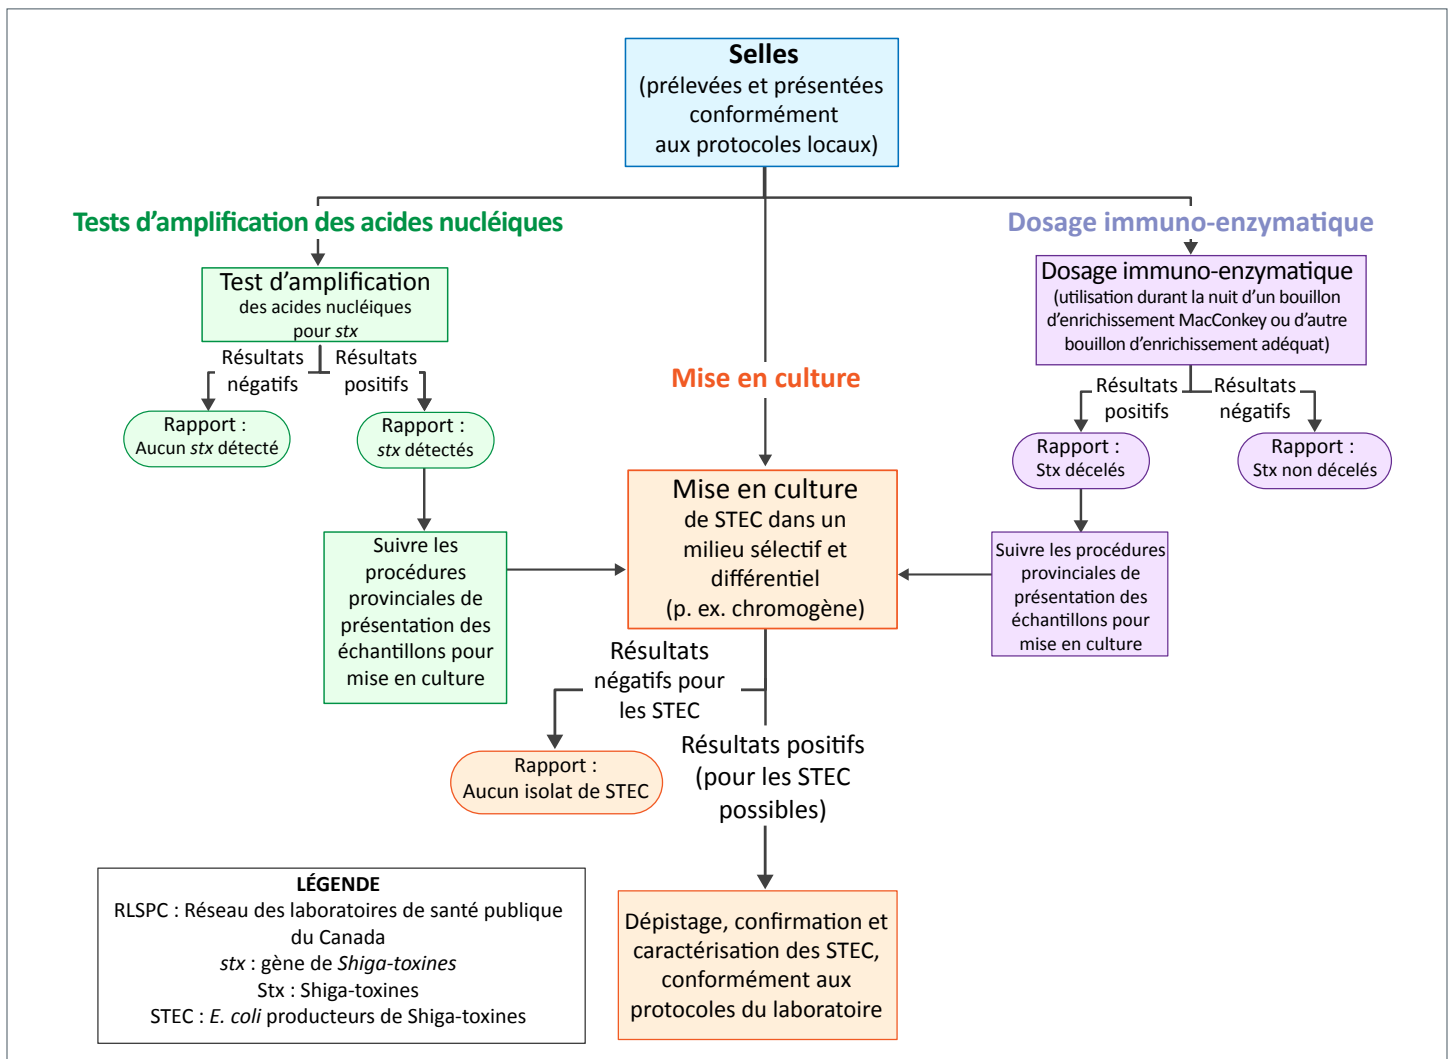 Selles
(prélevées et présentées
conformément
aux protocoles locaux)
Tests d’amplification des acides nucléiques
Test d’amplification
des acides nucléiques
pour stx
Résultats
négatifs
Résultats
positifs
Rapport :
Aucun stx détecté
Rapport :
stx détectés
Suivre les
procédures
provinciales de
présentation des
échantillons pour
mise en culture
Mise en culture
Mise en culture
de STEC dans un
milieu sélectif et
différentiel
(p. ex. chromogène)
Résultats
négatifs pour
les STEC
Rapport :
Aucun isolat de STEC
Résultats positifs
(pour les STEC
possibles)
Dépistage, confirmation et
caractérisation des STEC,
conformément aux
protocoles du laboratoire
Dosage immuno-enzymatique
Dosage immuno-enzymatique
(utilisation durant la nuit d’un bouillon
d’enrichissement MacConkey ou d’autre
bouillon d’enrichissement adéquat)
Résultats
positifs
Résultats
négatifs
Rapport :
Stx décelés
Rapport :
Stx non décelés
Suivre les procédures
provinciales de
présentation des
échantillons pour
mise en culture
LÉGENDE
RLSPC : Réseau des laboratoires de santé publique
du Canada
stx : gène de Shiga-toxines
Stx : Shiga-toxines
STEC : E. coli producteurs de Shiga-toxines